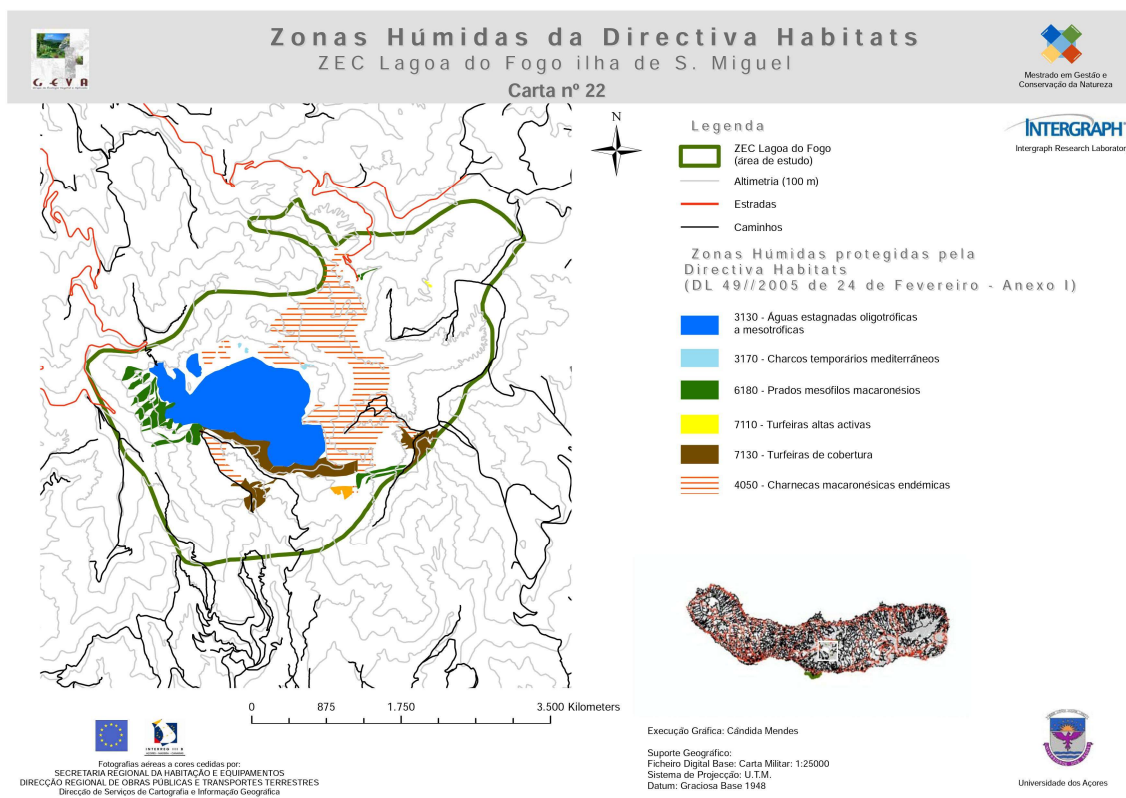 Zonas Húmidas da Directiva Habitats
ZEC Lagoa do Fogo ilha de S. Miguel
Carta nº 22
GEVA
Mestrado em Gestão e
Conservação da Natureza
INTERGRAPH
Intergraph Research Laborator
N
Legenda
ZEC Lagoa do Fogo
(área de estudo)
Altimetria (100 m)
Estradas
Caminhos
Zonas Húmidas protegidas pela
Directiva Habitats
(DL 49//2005 de 24 de Fevereiro - Anexo I)
3130 - Águas estagnadas oligotróficas
a mesotróficas
3170 - Charcos temporários mediterrâneos
6180 - Prados mesófilos macaronésios
7110 - Turfeiras altas activas
7130 - Turfeiras de cobertura
4050 - Charnecas macaronésicas endémicas
0 875 1.750 3.500 Kilometers
INTERREG III B
Fotografias aéreas a cores cedidas por:
SECRETARIA REGIONAL DA HABITAÇÃO E EQUIPAMENTOS
DIRECÇÃO REGIONAL DE OBRAS PÚBLICAS E TRANSPORTES TERRESTRES
Direcção de Serviços de Cartografia e Informação Geográfica
Execução Gráfica: Cándida Mendes
Suporte Geográfico:
Ficheiro Digital Base: Carta Militar: 1:25000
Sistema de Projecção: U.T.M.
Datum: Graciosa Base 1948
Universidade dos Açores